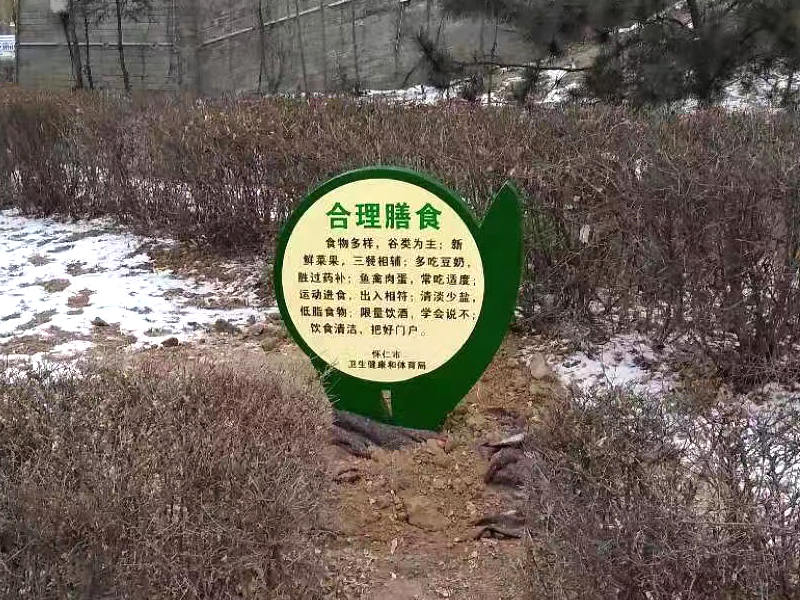 合理膳食
食物多样，谷类为主；新
鲜菜果，三餐相辅；多吃豆奶，
胜过药补；鱼禽肉蛋，常吃适度；
运动进食，出入相符；清淡少盐，
低脂食物；限量饮酒，学会说不；
饮食清洁、把好门户。
怀仁市
卫生健康和体育局